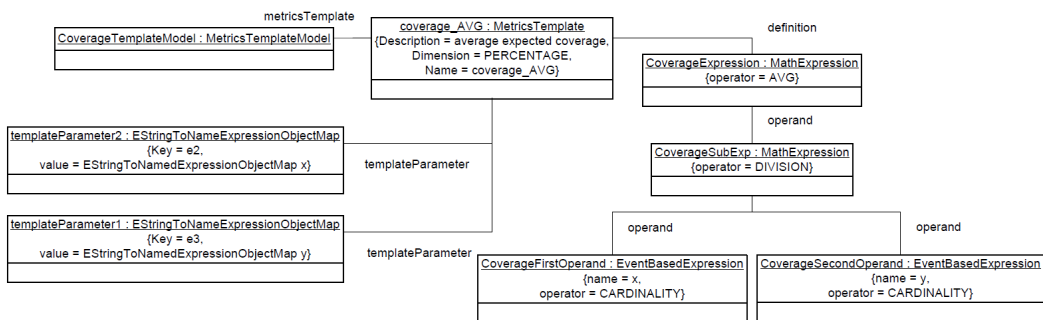 metricsTemplate
coverage_AVG : MetricsTemplate
{Description = average expected coverage,
Dimension = PERCENTAGE,
Name = coverage_AVG}
definition
CoverageTemplateModel : MetricsTemplateModel
CoverageExpression : MathExpression
{operator = AVG}
operand
templateParameter2 : EStringToNameExpressionObjectMap
{Key = e2,
value = EStringToNamedExpressionObjectMap x}
templateParameter
CoverageSubExp : MathExpression
{operator = DIVISION}
templateParameter1 : EStringToNameExpressionObjectMap
{Key = e3,
value = EStringToNamedExpressionObjectMap y}
templateParameter
operand
operand
CoverageFirstOperand : EventBasedExpression
{name = x,
operator = CARDINALITY}
CoverageSecondOperand : EventBasedExpression
{name = y,
operator = CARDINALITY}